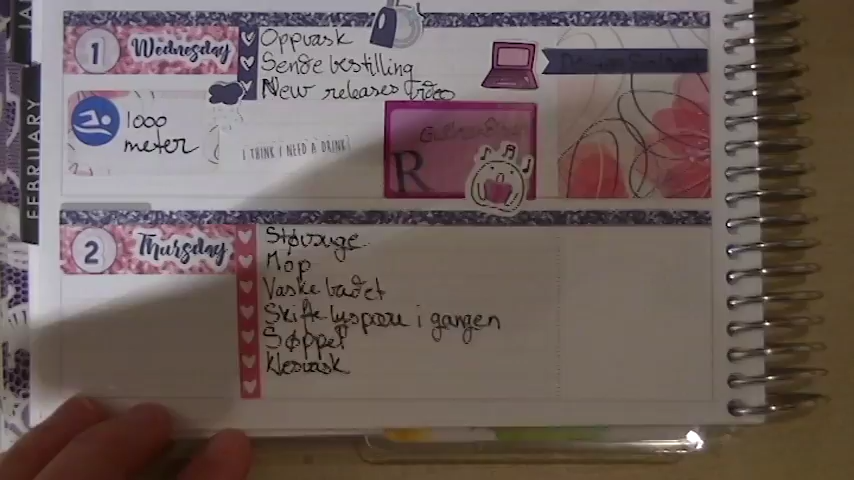 FEBRUARY
1 Wednesday
Oppvask
Sende bestilling
New releases video
1000
meter
I THINK I NEED A DRINK!
R
2 Thursday
Støvsuge
Mop
Vaske badet
Skifte lyspære i gangen
Søppel
Klesvask